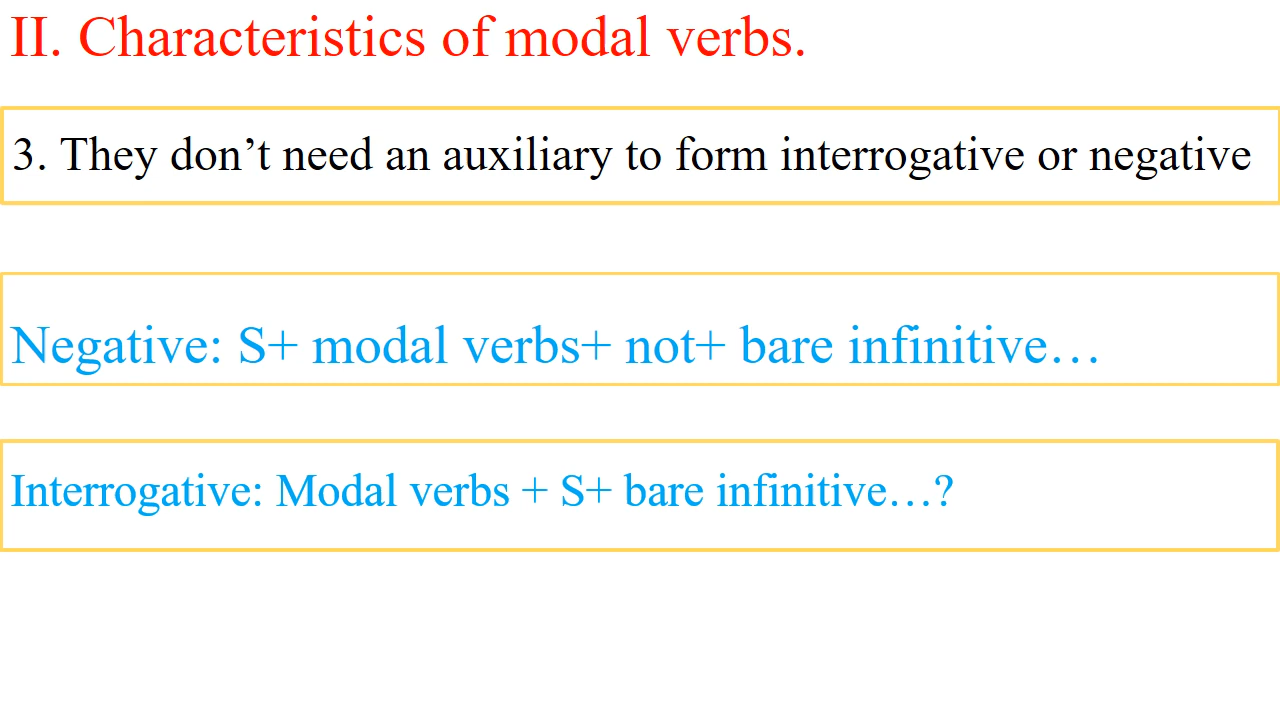 II. Characteristics of modal verbs.
3. They don’t need an auxiliary to form interrogative or negative
Negative: S+ modal verbs+ not+ bare infinitive…
Interrogative: Modal verbs + S+ bare infinitive…?